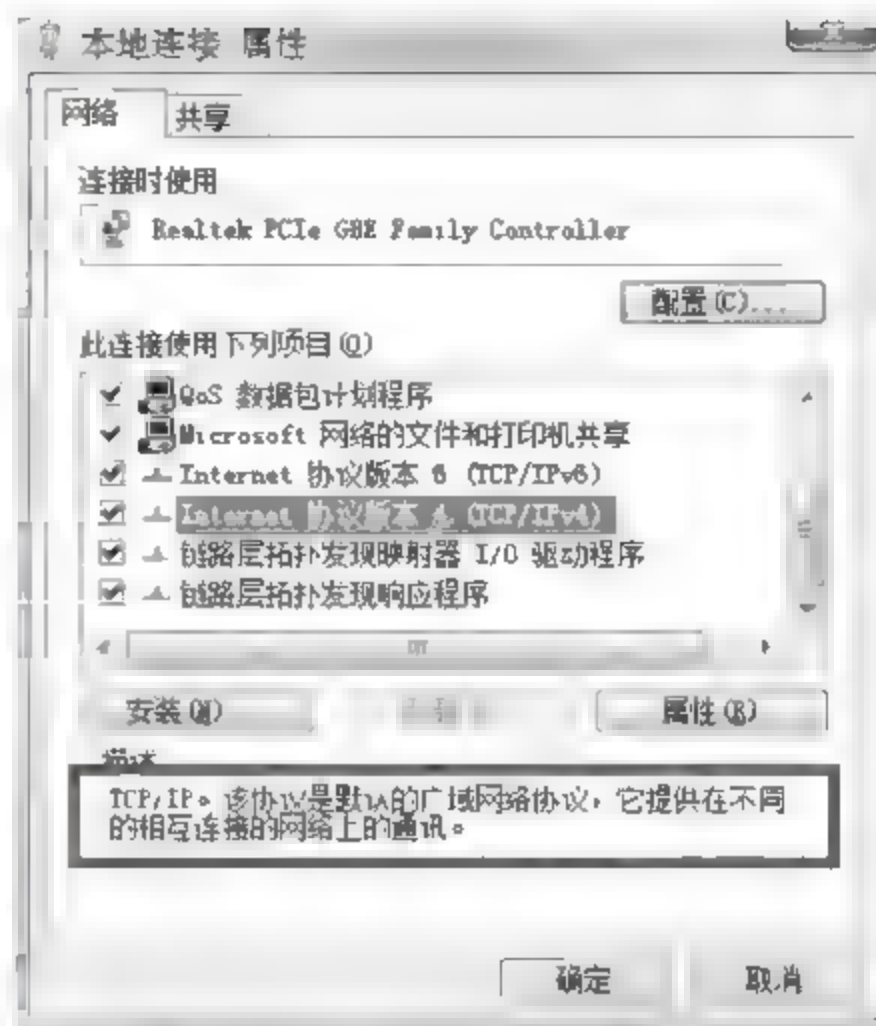 本地连接 属性
网络
共享
连接时使用
Realtek PCIe GBE Family Controller
配置(C)...
此连接使用下列项目(O)
QoS 数据包计划程序
Microsoft 网络的文件和打印机共享
Internet 协议版本 6 (TCP/IPv6)
Internet 协议版本 4 (TCP/IPv4)
链路层拓扑发现映射器 I/O 驱动程序
链路层拓扑发现响应程序
安装(N)
属性(R)
描述
TCP/IP。该协议是默认的广域网络协议，它提供在不同
的相互连接的网络上的通讯。
确定
取消